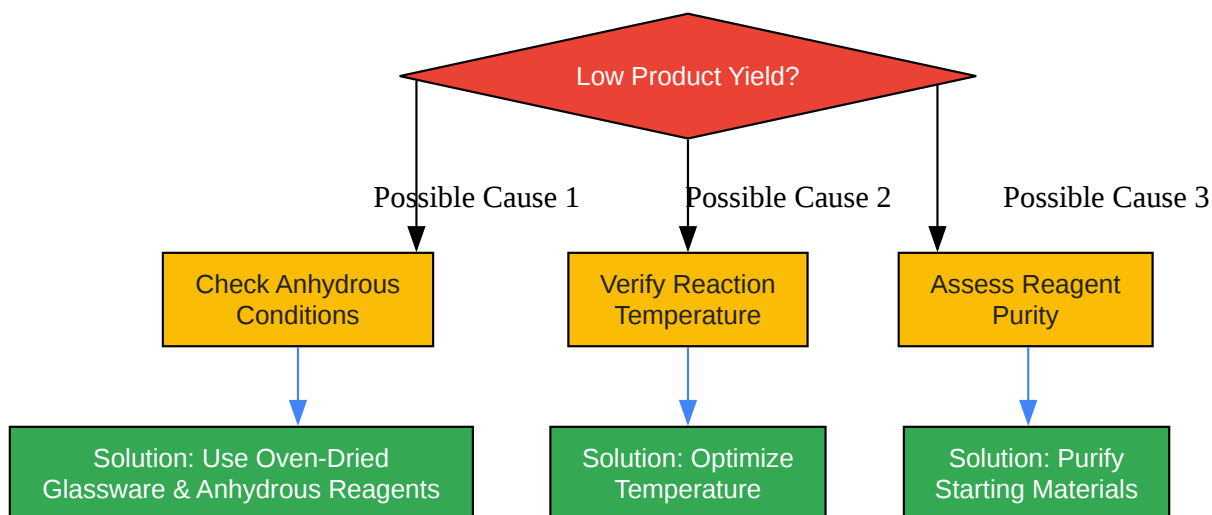 Low Product Yield?
Possible Cause 1
Possible Cause 2
Possible Cause 3
Check Anhydrous
Conditions
Verify Reaction
Temperature
Assess Reagent
Purity
Solution: Use Oven-Dried
Glassware & Anhydrous Reagents
Solution: Optimize
Temperature
Solution: Purify
Starting Materials